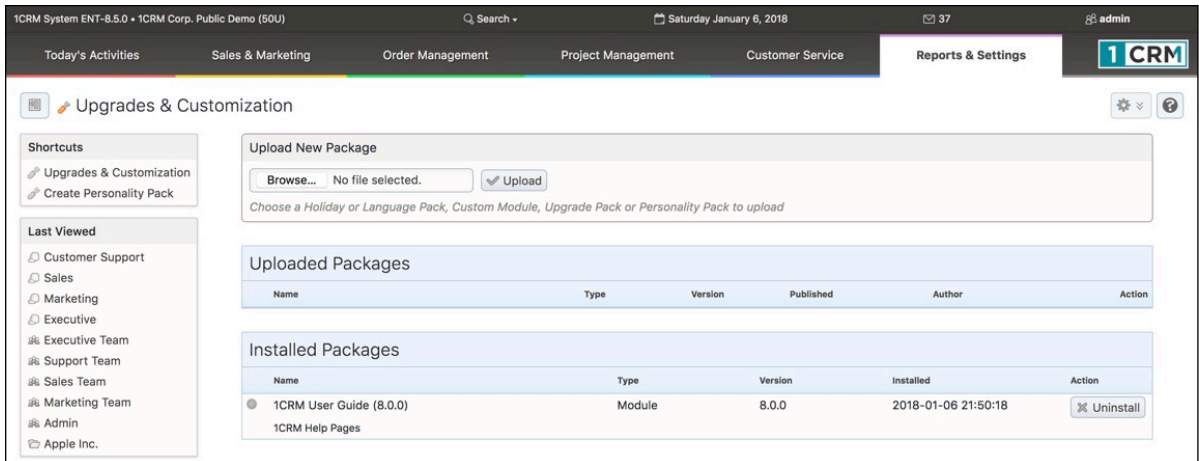 1CRM System ENT-8.5.0 • 1CRM Corp. Public Demo (50U) Search Saturday January 6, 2018 37 admin
Today's Activities Sales & Marketing Order Management Project Management Customer Service Reports & Settings 1 CRM
Upgrades & Customization
Shortcuts
Upgrades & Customization
Create Personality Pack
Last Viewed
Customer Support
Sales
Marketing
Executive
Executive Team
Support Team
Sales Team
Marketing Team
Admin
Apple Inc.
Upload New Package
Browse... No file selected. Upload
Choose a Holiday or Language Pack, Custom Module, Upgrade Pack or Personality Pack to upload
Uploaded Packages
Name Type Version Published Author Action
Installed Packages
Name Type Version Installed Action
1CRM User Guide (8.0.0) Module 8.0.0 2018-01-06 21:50:18 Uninstall
1CRM Help Pages